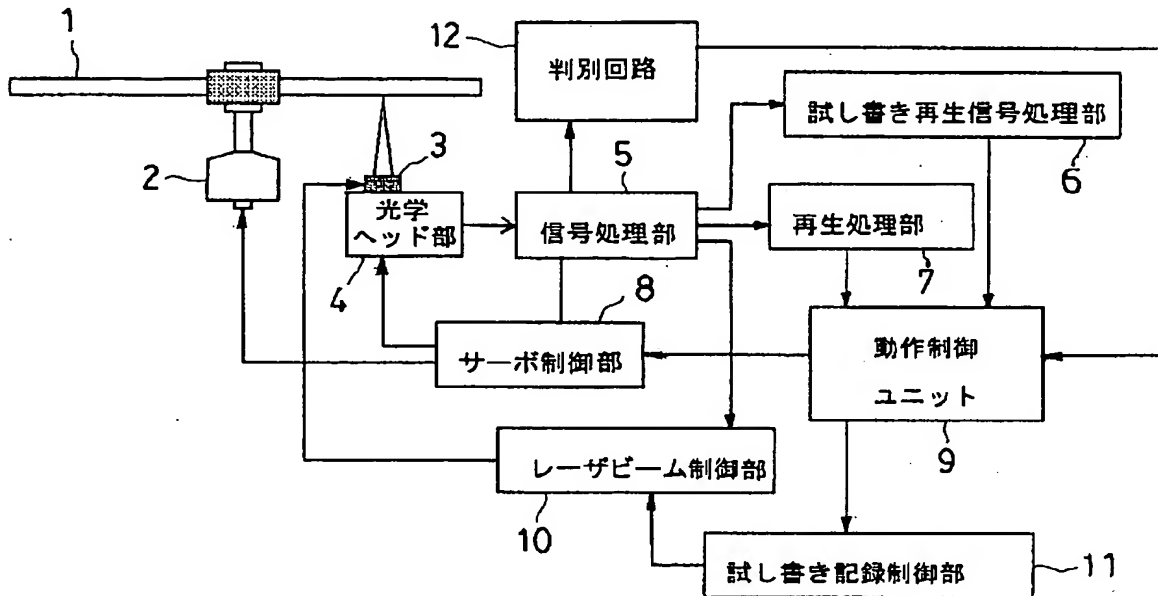 1
12
判別回路
試し書き再生信号処理部
6
2
3
光学
ヘッド部
4
5
信号処理部
再生処理部
7
8
サーボ制御部
動作制御
ユニット
9
レーザビーム制御部
10
試し書き記録制御部
11